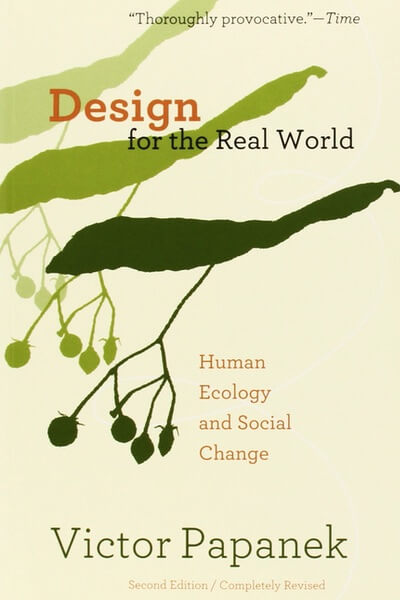 “Thoroughly provocative.”—Time
Design
for the Real World
Human
Ecology
and Social
Change
Victor Papanek
Second Edition / Completely Revised